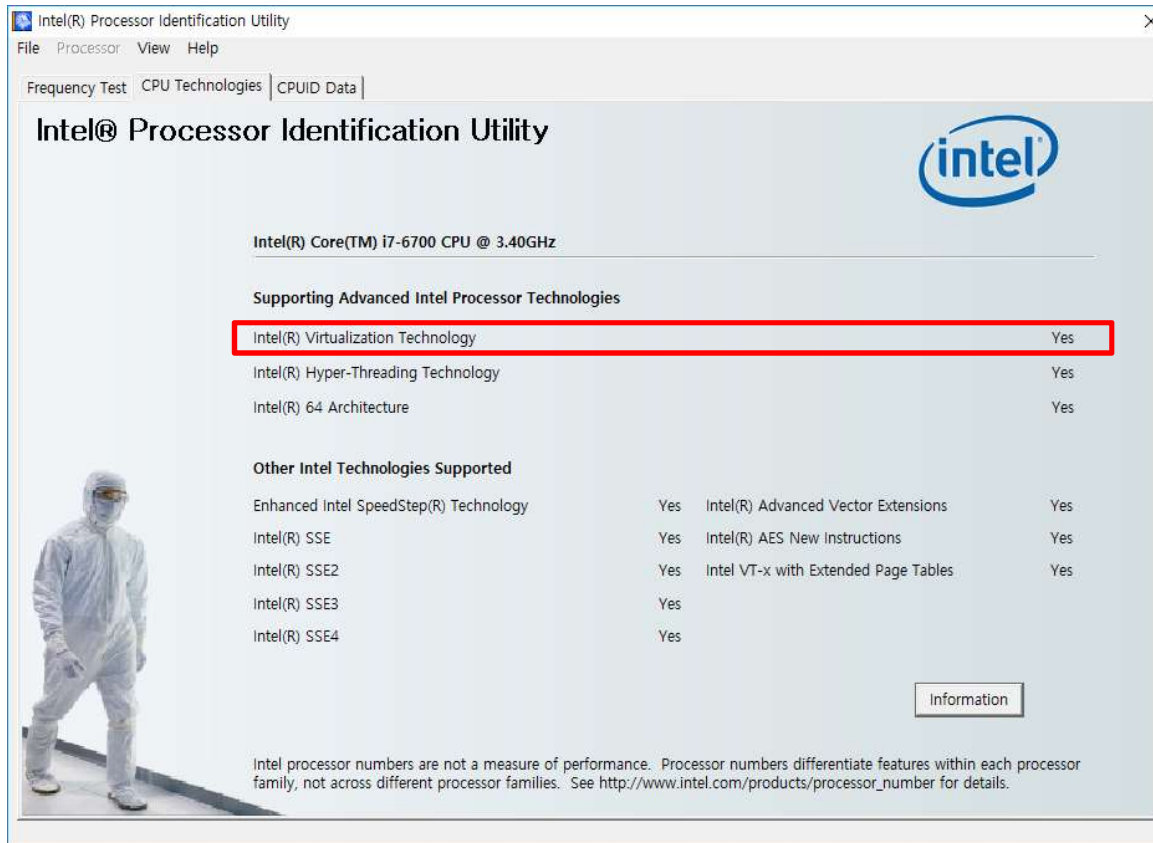 Intel(R) Processor Identification Utility
File Processor View Help
Frequency Test CPU Technologies CPUID Data
Intel® Processor Identification Utility
intel
Intel(R) Core(TM) i7-6700 CPU @ 3.40GHz
Supporting Advanced Intel Processor Technologies
Intel(R) Virtualization Technology Yes
Intel(R) Hyper-Threading Technology Yes
Intel(R) 64 Architecture Yes
Other Intel Technologies Supported
Enhanced Intel SpeedStep(R) Technology Yes Intel(R) Advanced Vector Extensions Yes
Intel(R) SSE Yes Intel(R) AES New Instructions Yes
Intel(R) SSE2 Yes Intel VT-x with Extended Page Tables Yes
Intel(R) SSE3 Yes
Intel(R) SSE4 Yes
Information
Intel processor numbers are not a measure of performance. Processor numbers differentiate features within each processor
family, not across different processor families. See http://www.intel.com/products/processor_number for details.